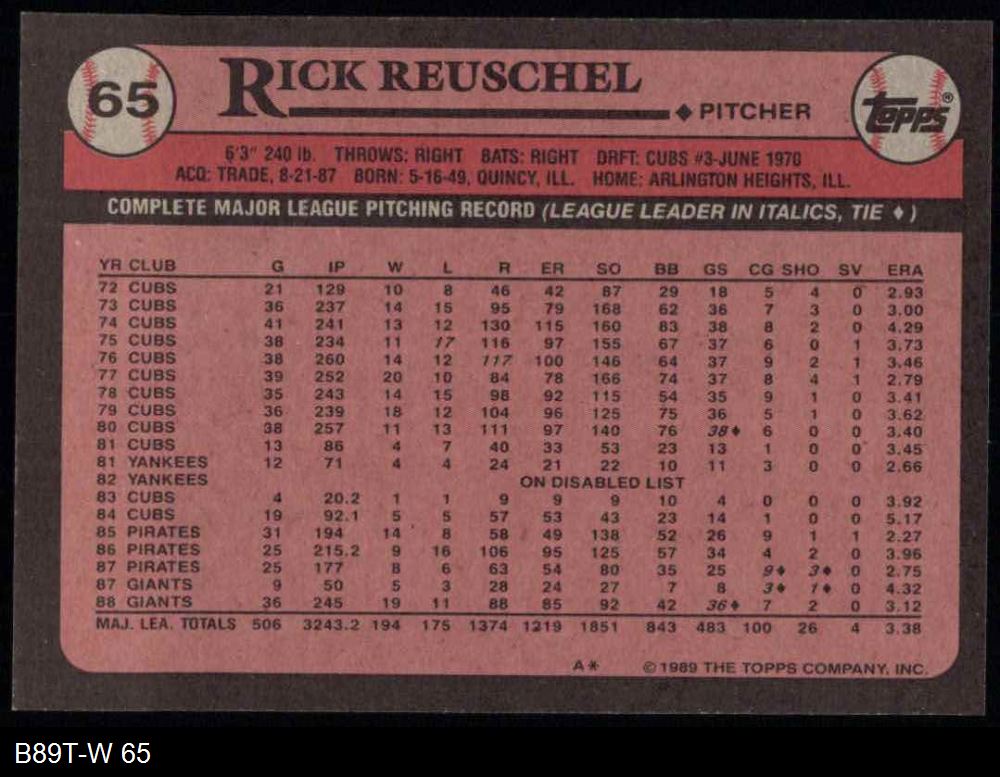 65
RICK REUSCHEL
◆ PITCHER
TOPPS®
6'3" 240 lb. THROWS: RIGHT BATS: RIGHT DRFT: CUBS #3-JUNE 1970
ACQ: TRADE, 8-21-87 BORN: 5-16-49, QUINCY, ILL. HOME: ARLINGTON HEIGHTS, ILL.
COMPLETE MAJOR LEAGUE PITCHING RECORD (LEAGUE LEADER IN ITALICS, TIE ♦)
YR CLUB G IP W L R ER SO BB GS CG SHO SV ERA
72 CUBS 21 129 10 8 46 42 87 29 18 5 4 0 2.93
73 CUBS 36 237 14 15 95 79 168 62 36 7 3 0 3.00
74 CUBS 41 241 13 12 130 115 160 83 38 8 2 0 4.29
75 CUBS 38 234 11 17 116 97 155 67 37 6 0 1 3.73
76 CUBS 38 260 14 12 117 100 146 64 37 9 2 1 3.46
77 CUBS 39 252 20 10 84 78 166 74 37 8 4 1 2.79
78 CUBS 35 243 14 15 98 92 115 54 35 9 1 0 3.41
79 CUBS 36 239 18 12 104 96 125 75 36 5 1 0 3.62
80 CUBS 38 257 11 13 111 97 140 76 38♦ 6 0 0 3.40
81 CUBS 13 86 4 7 40 33 53 23 13 1 0 0 3.45
81 YANKEES 12 71 4 4 24 21 22 10 11 3 0 0 2.66
82 YANKEES ON DISABLED LIST
83 CUBS 4 20.2 1 1 9 9 9 10 4 0 0 0 3.92
84 CUBS 19 92.1 5 5 57 53 43 23 14 1 0 0 5.17
85 PIRATES 31 194 14 8 58 49 138 52 26 9 1 1 2.27
86 PIRATES 25 215.2 9 16 106 95 125 57 34 4 2 0 3.96
87 PIRATES 25 177 8 6 63 54 80 35 25 9♦ 3♦ 0 2.75
87 GIANTS 9 50 5 3 28 24 27 7 8 3♦ 1♦ 0 4.32
88 GIANTS 36 245 19 11 88 85 92 42 36♦ 7 2 0 3.12
MAJ. LEA. TOTALS 506 3243.2 194 175 1374 1219 1851 843 483 100 26 4 3.38
A* © 1989 THE TOPPS COMPANY, INC.
B89T-W 65